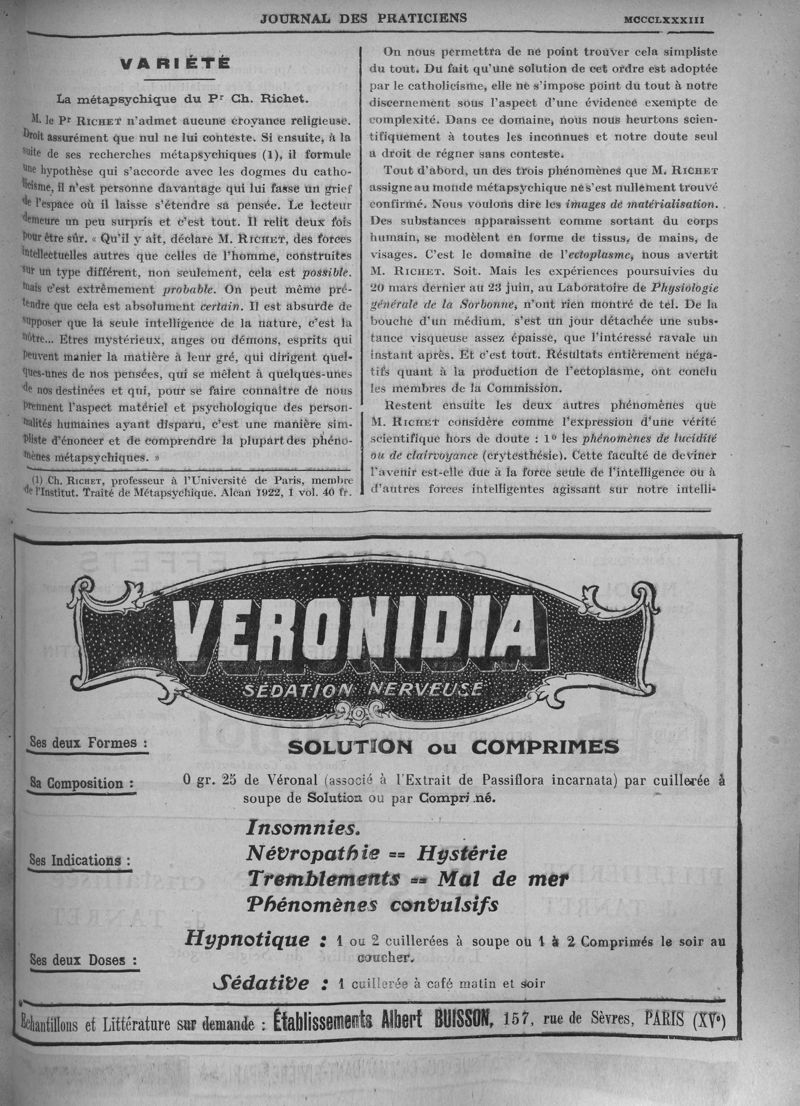 JOURNAL DES PRATICIENS
MCCCLXXXIII
VARIÉTÉ
La métapsychique du Pr Ch. Richet.
M. le Pr RICHET n'admet aucune croyance religieuse.
Droit assurément que nul ne lui conteste. Si ensuite, à la
suite de ses recherches métapsychiques (1), il formule
une hypothèse qui s'accorde avec les dogmes du catho-
licisme, il n'est personne davantage qui lui fasse un grief
de l'espace où il laisse s'étendre sa pensée. Le lecteur
demeure un peu surpris et c'est tout. Il relit deux fois
pour être sûr. « Qu'il y ait, déclare M. RICHET, des forces
intellectuelles autres que celles de l'homme, construites
sur un type différent, non seulement, cela est possible.
mais c'est extrêmement probable. On peut même pré-
tendre que cela est absolument certain. Il est absurde de
supposer que la seule intelligence de la nature, c'est la
nôtre... Etres mystérieux, anges ou démons, esprits qui
peuvent manier la matière à leur gré, qui dirigent quel-
ques-unes de nos pensées, qui se mêlent à quelques-unes
de nos destinées et qui, pour se faire connaître de nous
prennent l'aspect matériel et psychologique des person-
nalités humaines ayant disparu, c'est une manière sim-
pliste d'énoncer et de comprendre la plupart des phéno-
mènes métapsychiques. »
(1) Ch. RICHET, professeur à l'Université de Paris, membre
de l'Institut. Traité de Métapsychique. Alcan 1922, 1 vol. 40 fr.
On nous permettra de ne point trouver cela simpliste
du tout. Du fait qu'une solution de cet ordre est adoptée
par le catholicisme, elle ne s'impose point du tout à notre
discernement sous l'aspect d'une évidence exempte de
complexité. Dans ce domaine, nous nous heurtons scien-
tifiquement à toutes les inconnues et notre doute seul
a droit de régner sans conteste.
Tout d'abord, un des trois phénomènes que M. RICHET
assigne au monde métapsychique ne s'est nullement trouvé
confirmé. Nous voulons dire les images de matérialisation.
Des substances apparaissent comme sortant du corps
humain, se modèlent en forme de tissus, de mains, de
visages. C'est le domaine de l'ectoplasme, nous avertit
M. RICHET. Soit. Mais les expériences poursuivies du
20 mars dernier au 23 juin, au Laboratoire de Physiologie
générale de la Sorbonne, n'ont rien montré de tel. De la
bouche d'un médium, s'est un jour détachée une subs-
tance visqueuse assez épaisse, que l'intéressé ravale un
instant après. Et c'est tout. Résultats entièrement néga-
tifs quant à la production de l'ectoplasme, ont conclu
les membres de la Commission.
Restent ensuite les deux autres phénomènes que
M. RICHET considère comme l'expression d'une vérité
scientifique hors de doute : 1º les phénomènes de lucidité
ou de clairvoyance (crytesthésie). Cette faculté de deviner
l'avenir est-elle due à la force seule de l'intelligence ou à
d'autres forces intelligentes agissant sur notre intelli-
VERONIDIA
SÉDATION NERVEUSE
Ses deux Formes :
SOLUTION ou COMPRIMES
Sa Composition :
0 gr. 25 de Véronal (associé à l'Extrait de Passiflora incarnata) par cuillerée à
soupe de Solution ou par Comprimé.
Ses Indications :
Insomnies.
Névropathie == Hystérie
Tremblements == Mal de mer
Phénomènes convulsifs
Ses deux Doses :
Hypnotique : 1 ou 2 cuillerées à soupe ou 1 à 2 Comprimés le soir au
coucher.
Sédative : 1 cuillerée à café matin et soir
Échantillons et Littérature sur demande : Établissements Albert BUISSON, 157, rue de Sèvres, PARIS (XVe)